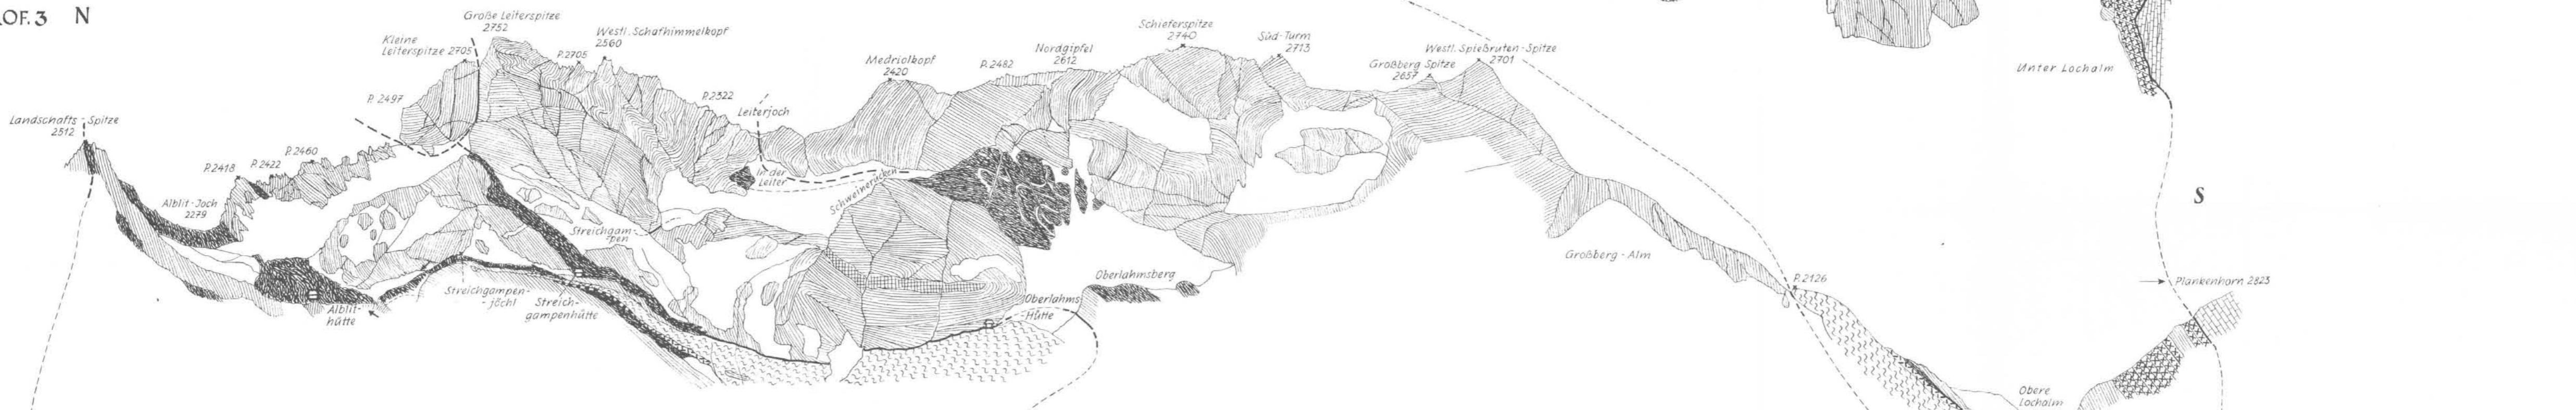 OF. 3 N
Große Leiterspitze
2752
Kleine
Leiterspitze 2705
P. 2705
Westl. Schafhimmelkopf
2560
P. 2497
P. 2322
Leiterjoch
Medriolkopf
2420
P. 2482
Nordgipfel
2612
Schieferspitze
2740
Süd-Turm
2713
Großberg Spitze
2657
Westl. Spießruten-Spitze
2701
Unter Lochalm
Landschafts-Spitze
2512
P. 2418
P. 2422
P. 2460
Alblit-Joch
2279
In der
Leiter
Schweinerücken
Streichgam-
pen
S
Großberg-Alm
Oberlahmsberg
P. 2126
Plankenhorn 2823
Streichgampen-
-jöchl
Streich-
gampenhütte
Oberlahms
-Hütte
Alblit-
hütte
Obere
Lochalm